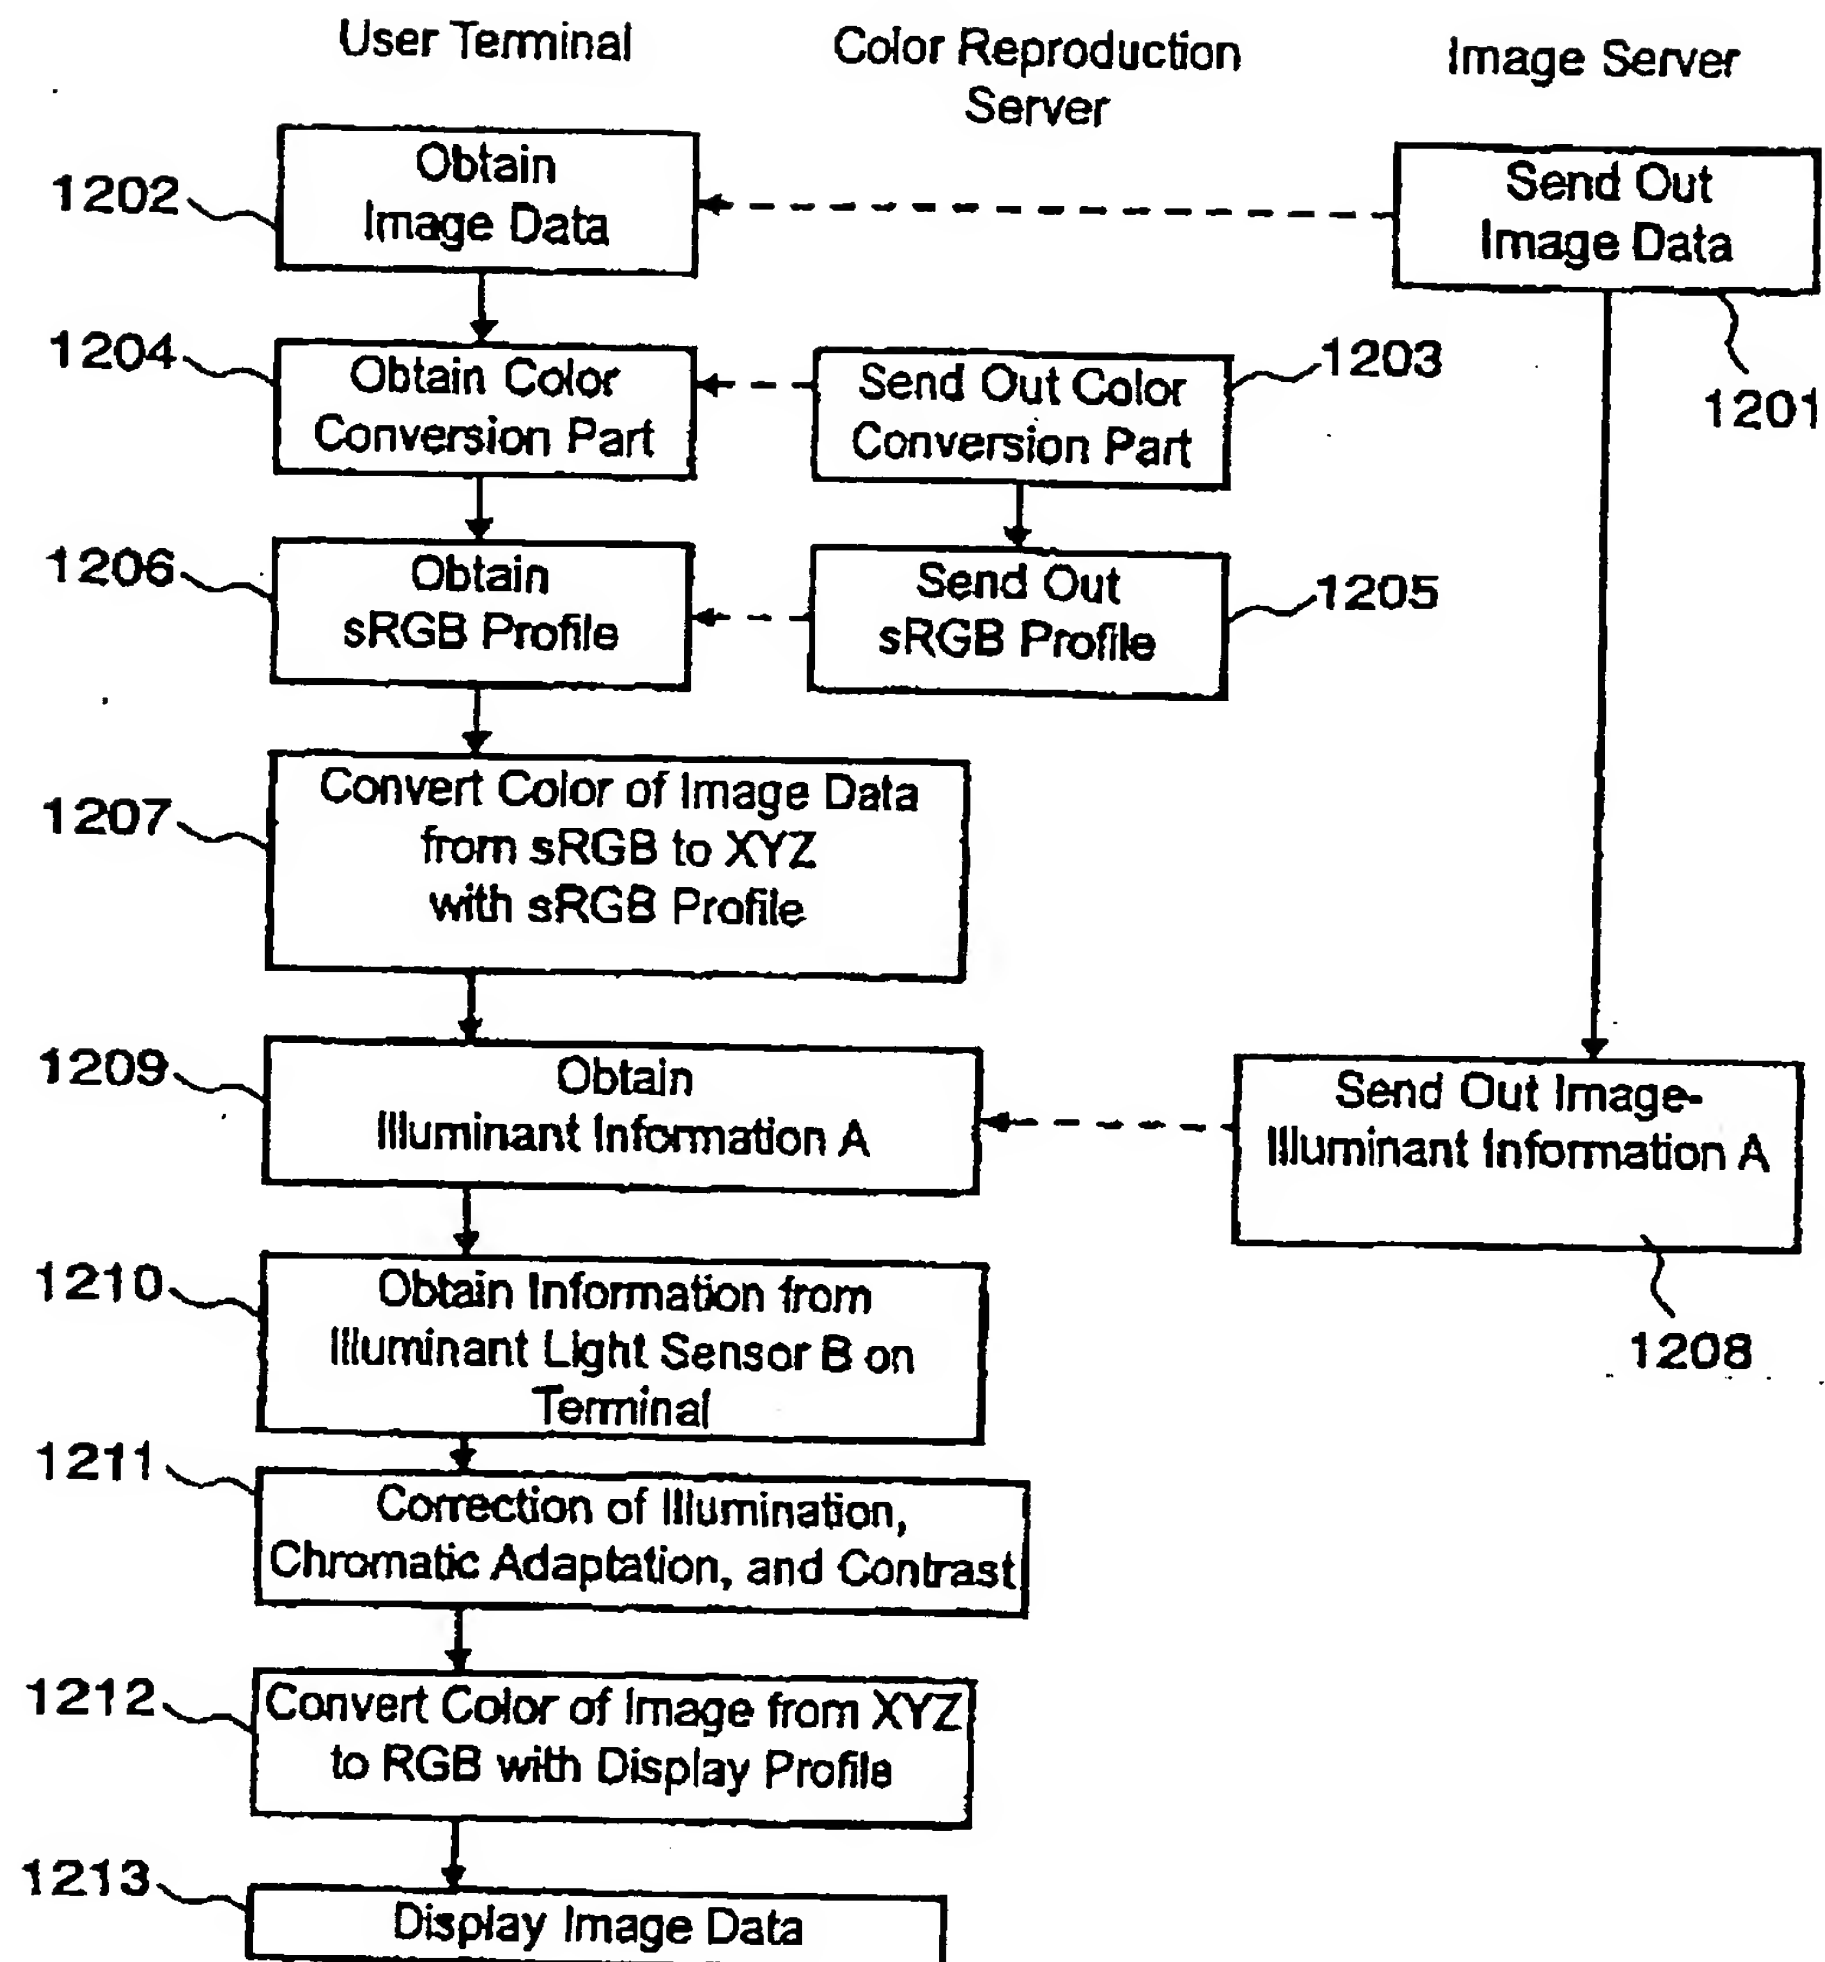 User Terminal
Color Reproduction
Server
Image Server
1202
Obtain
Image Data
Send Out
Image Data
1201
1204
Obtain Color
Conversion Part
Send Out Color
Conversion Part
1203
1206
Obtain
sRGB Profile
Send Out
sRGB Profile
1205
1207
Convert Color of Image Data
from sRGB to XYZ
with sRGB Profile
1209
Obtain
Illuminant Information A
Send Out Image-
Illuminant Information A
1208
1210
Obtain Information from
Illuminant Light Sensor B on
Terminal
1211
Correction of Illumination,
Chromatic Adaptation, and Contrast
1212
Convert Color of Image from XYZ
to RGB with Display Profile
1213
Display Image Data